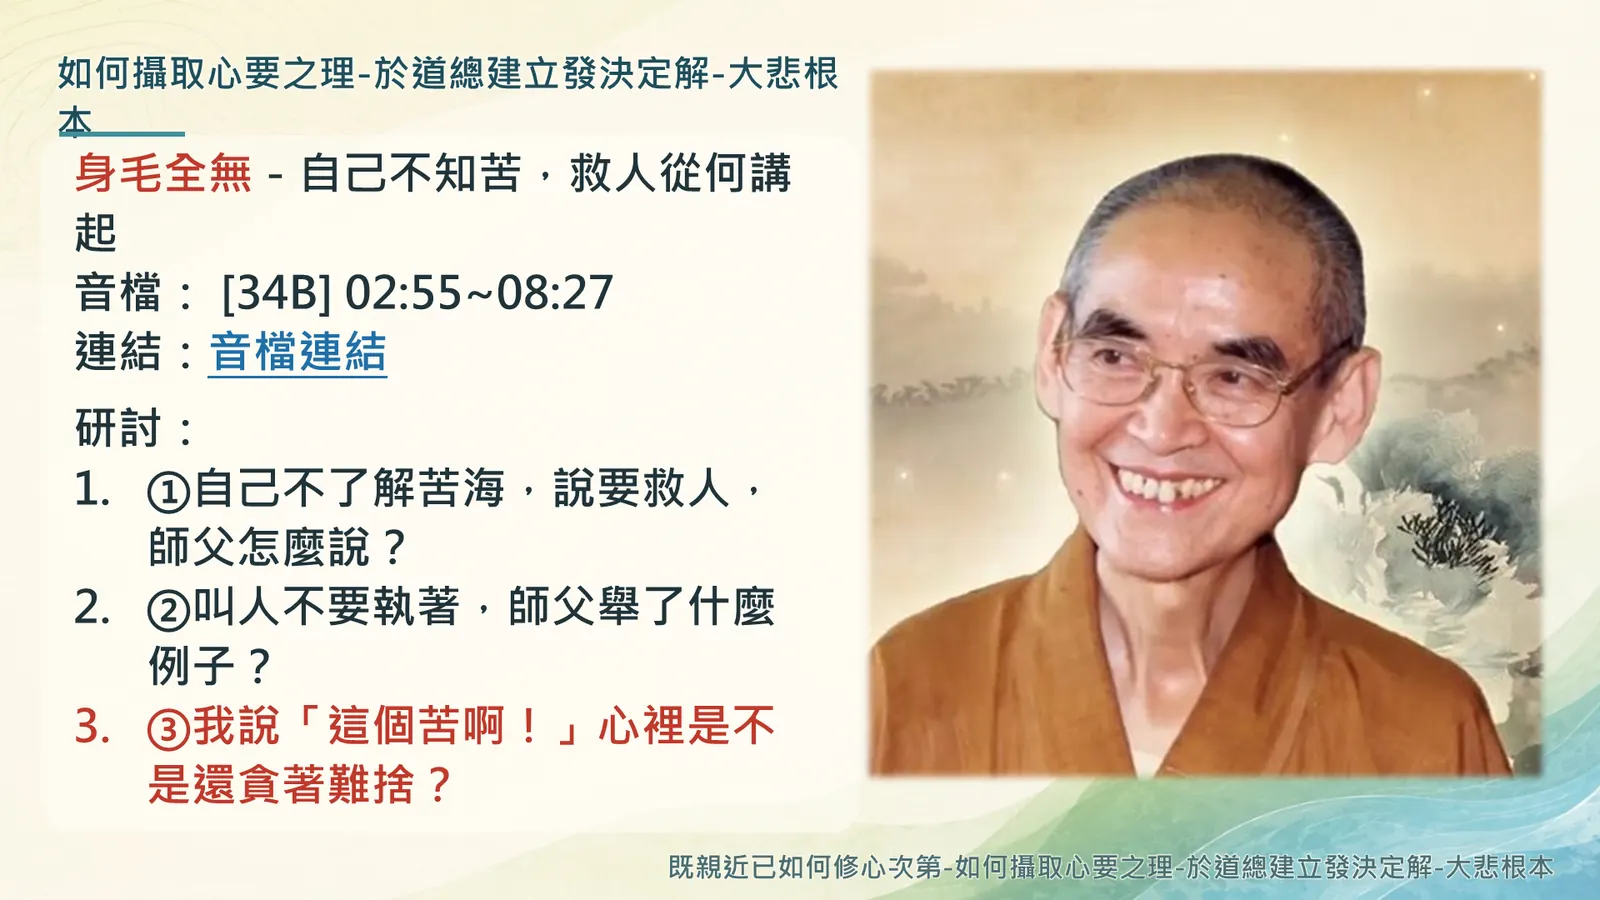 如何攝取心要之理-於道總建立發決定解-大悲根
本
身毛全無 - 自己不知苦，救人從何講
起
音檔： [34B] 02:55~08:27
連結：音檔連結
研討：
1. ①自己不了解苦海，說要救人，
師父怎麼說？
2. ②叫人不要執著，師父舉了什麼
例子？
3. ③我說「這個苦啊！」心裡是不
是還貪著難捨？
既親近已如何修心次第-如何攝取心要之理-於道總建立發決定解-大悲根本